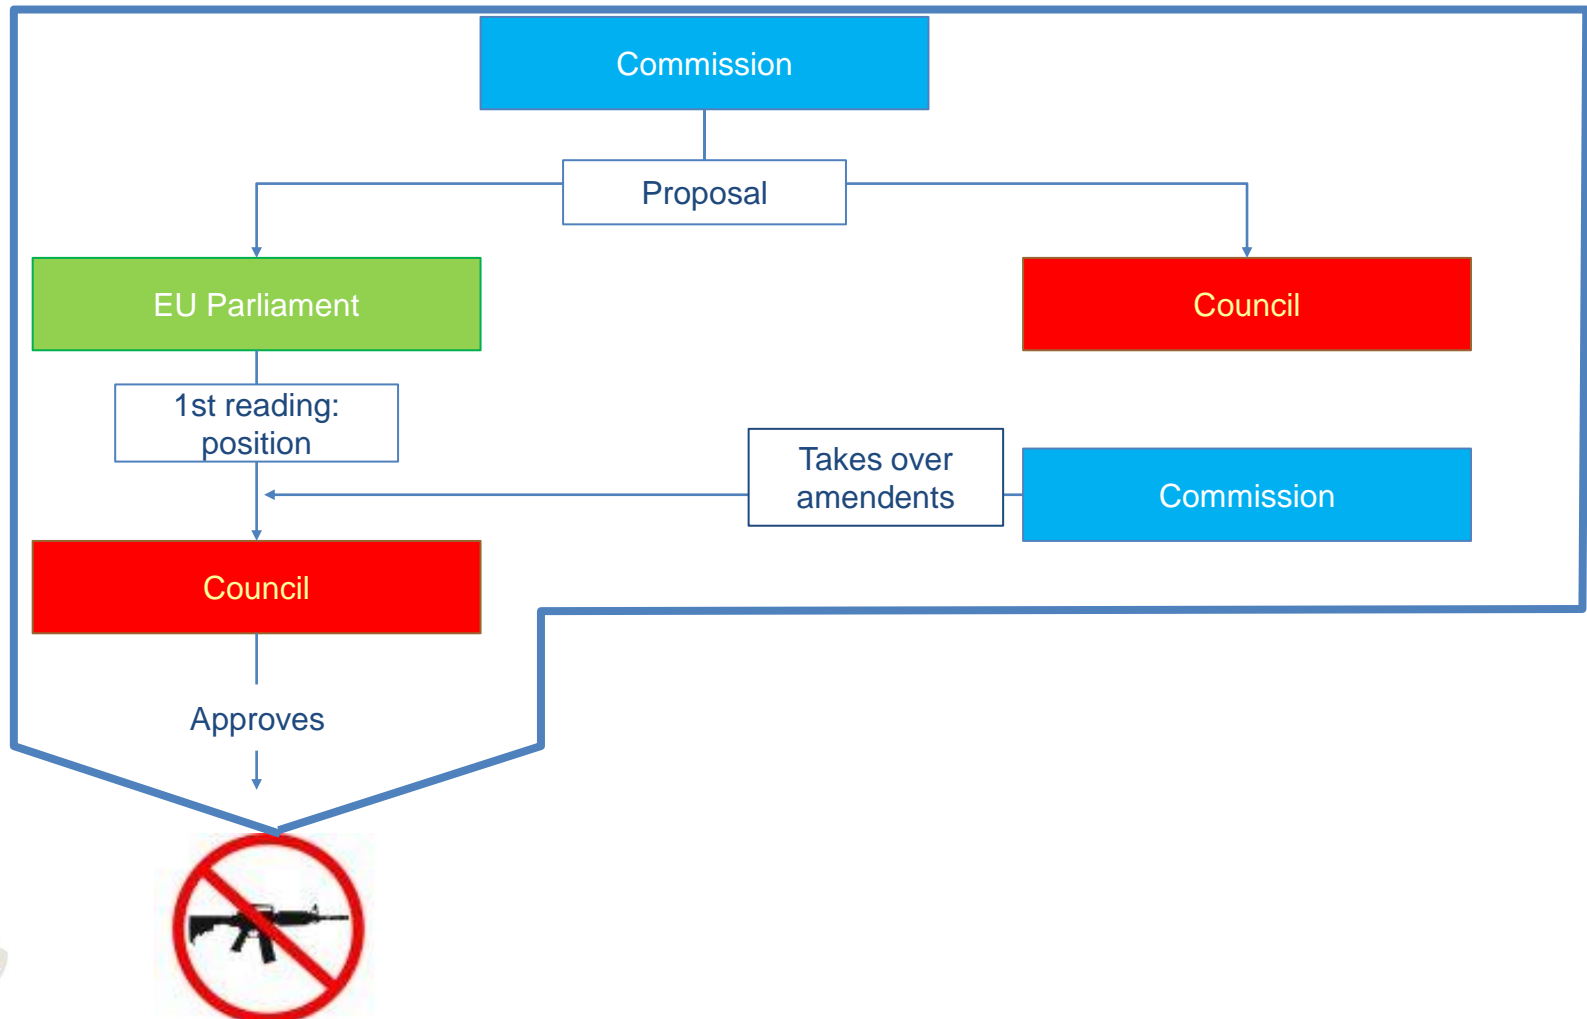 Commission
Proposal
EU Parliament
Council
1st reading:
position
Takes over
amendents
Commission
Council
Approves